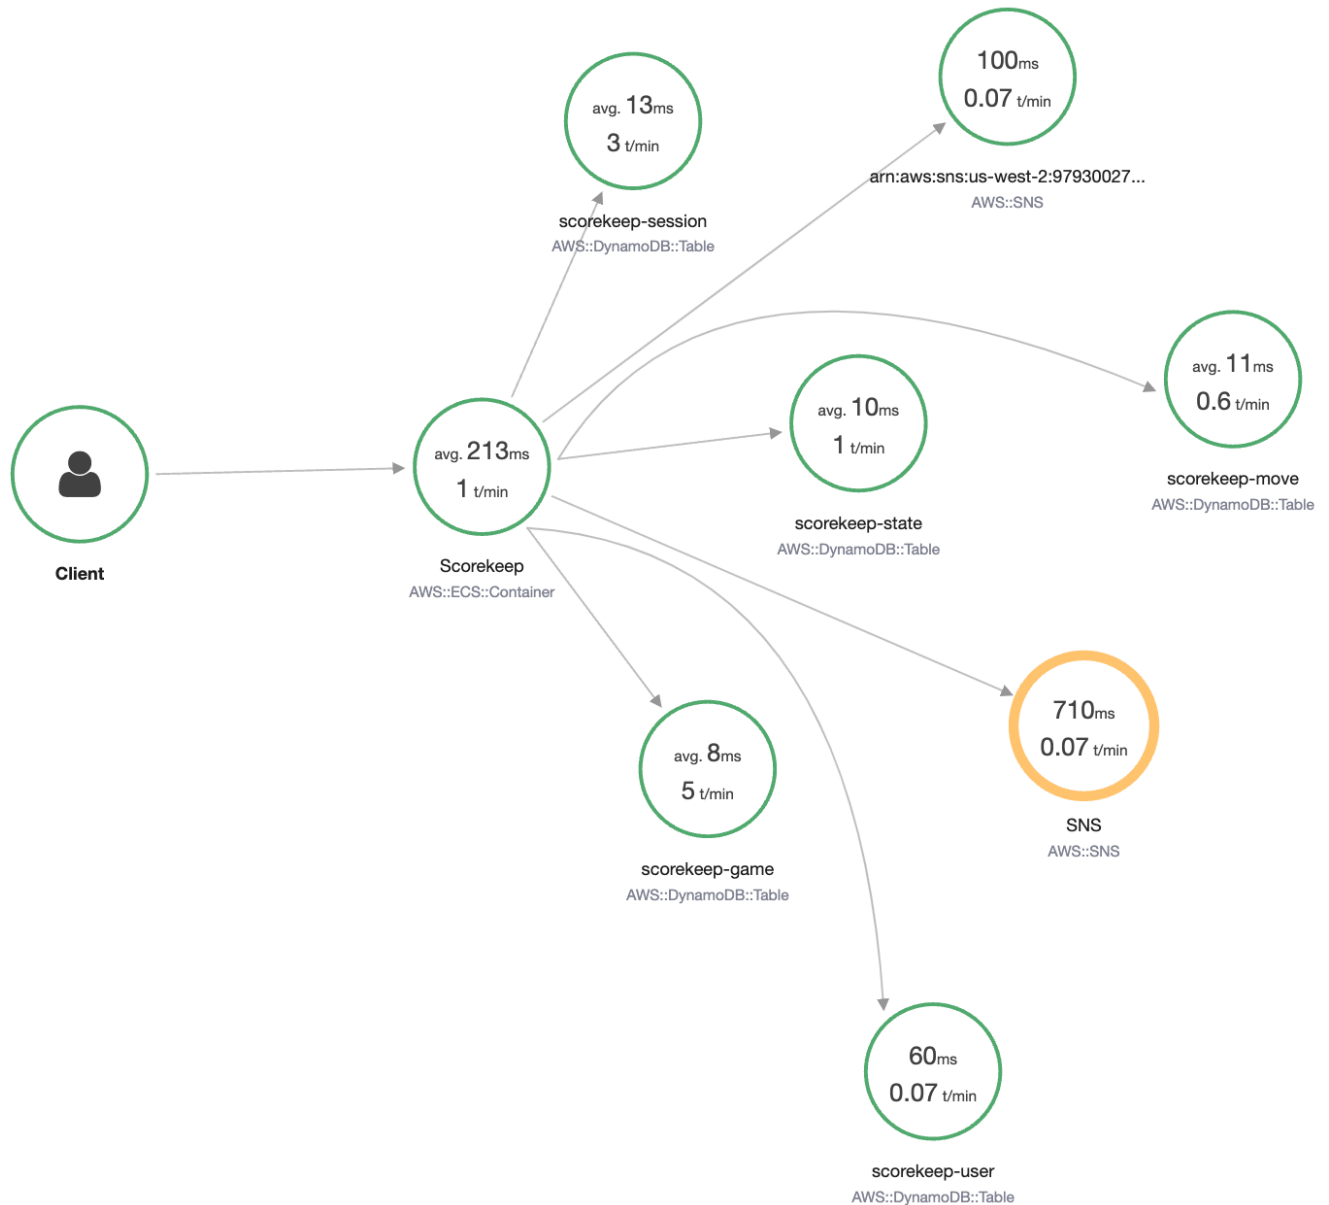 avg. 13ms
3 t/min
scorekeep-session
AWS::DynamoDB::Table
100ms
0.07 t/min
arn:aws:sns:us-west-2:97930027...
AWS::SNS
avg. 11ms
0.6 t/min
scorekeep-move
AWS::DynamoDB::Table
avg. 10ms
1 t/min
scorekeep-state
AWS::DynamoDB::Table
Client
avg. 213ms
1 t/min
Scorekeep
AWS::ECS::Container
710ms
0.07 t/min
SNS
AWS::SNS
avg. 8ms
5 t/min
scorekeep-game
AWS::DynamoDB::Table
60ms
0.07 t/min
scorekeep-user
AWS::DynamoDB::Table